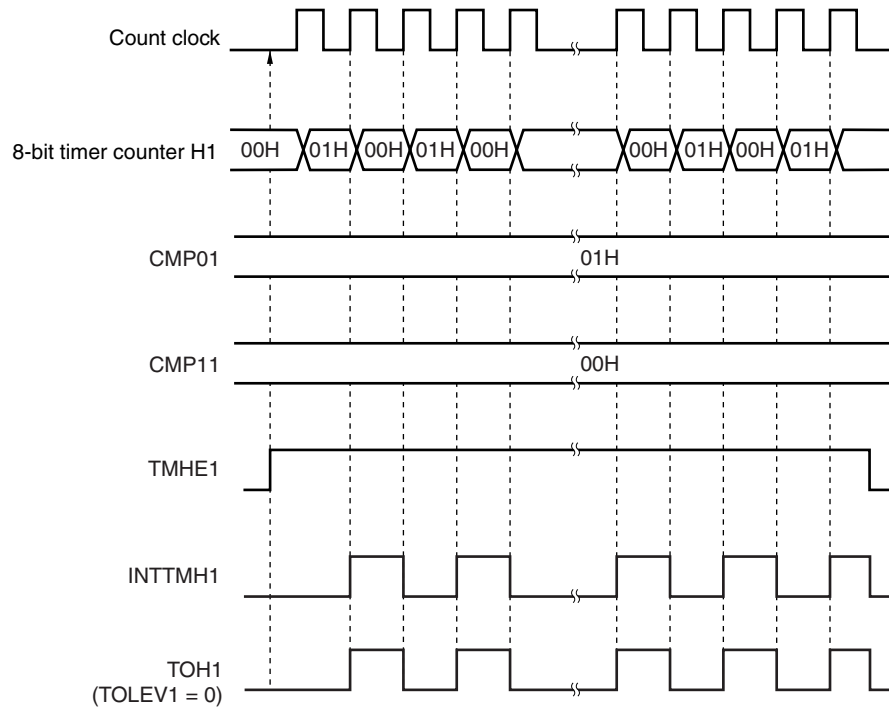 Count clock
8-bit timer counter H1 00H 01H 00H 01H 00H 00H 01H 00H 01H
CMP01 01H
CMP11 00H
TMHE1
INTTMH1
TOH1
(TOLEV1 = 0)